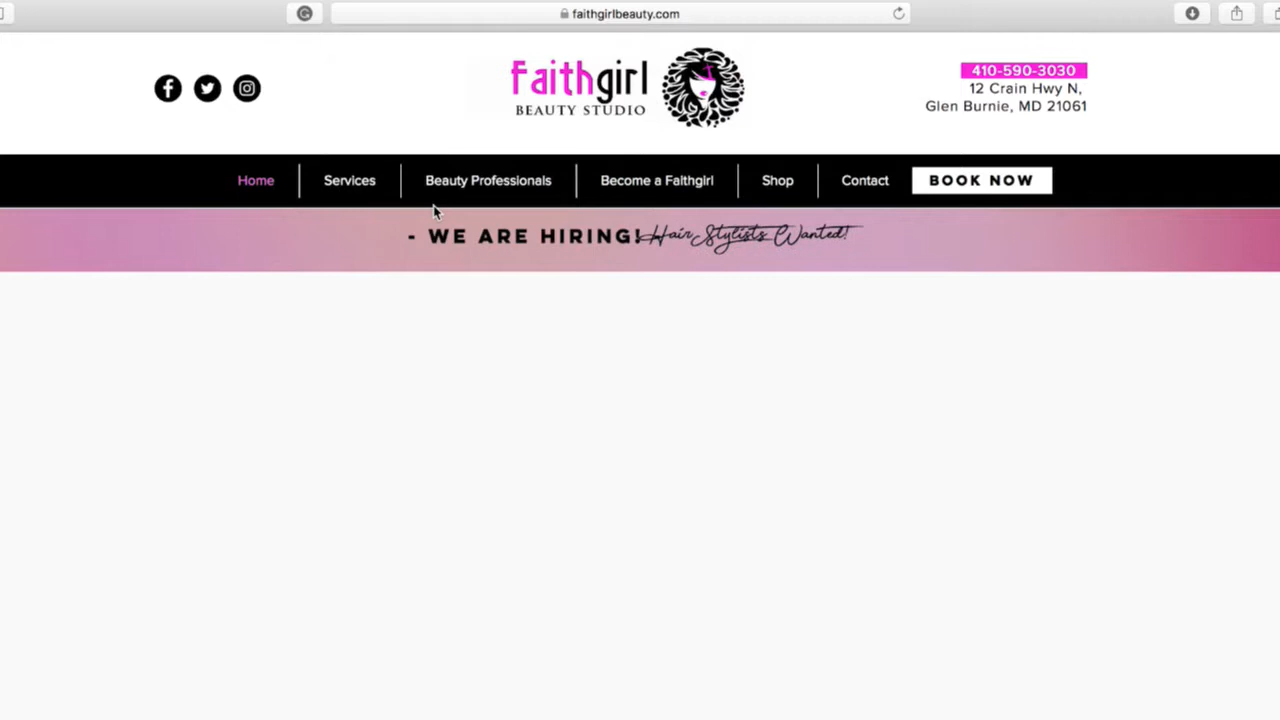 faithgirlbeauty.com
faithgirl
BEAUTY STUDIO
410-590-3030
12 Crain Hwy N,
Glen Burnie, MD 21061
Home
Services
Beauty Professionals
Become a Faithgirl
Shop
Contact
BOOK NOW
- WE ARE HIRING! Hair Stylists Wanted!